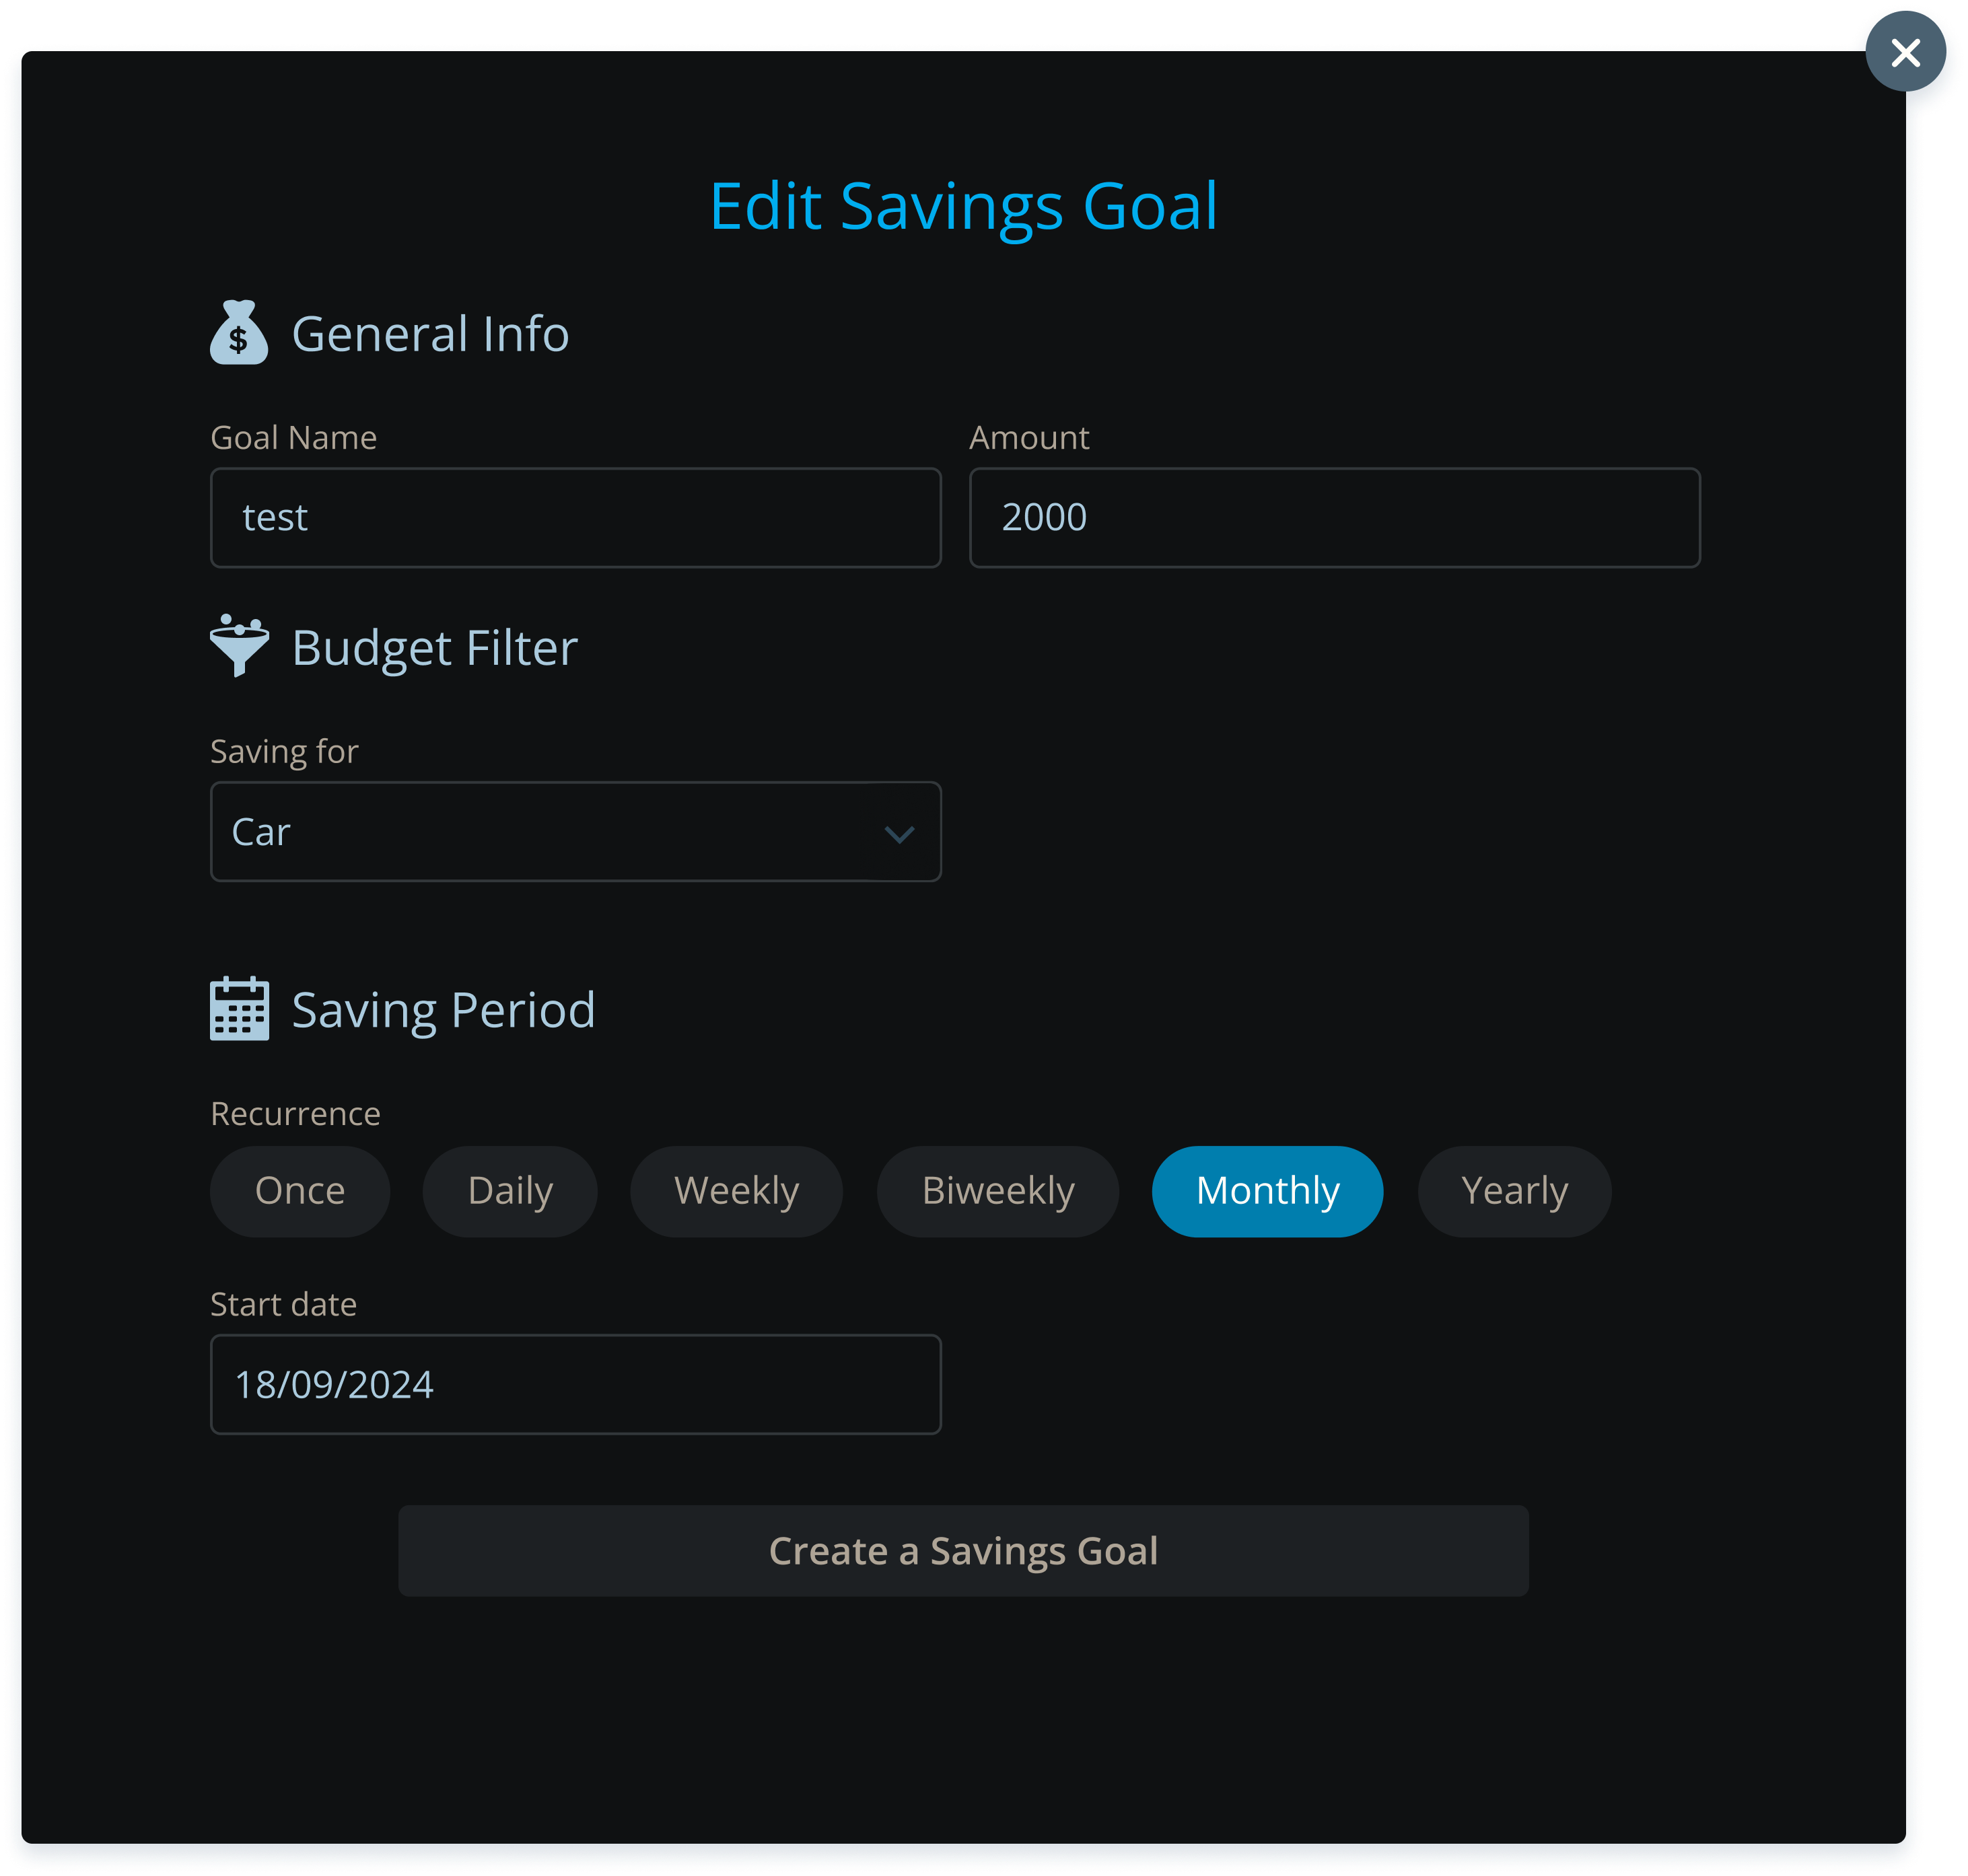 Edit Savings Goal
General Info
Goal Name
Amount
test
2000
Budget Filter
Saving for
Car
Saving Period
Recurrence
Once Daily Weekly Biweekly Monthly Yearly
Start date
18/09/2024
Create a Savings Goal